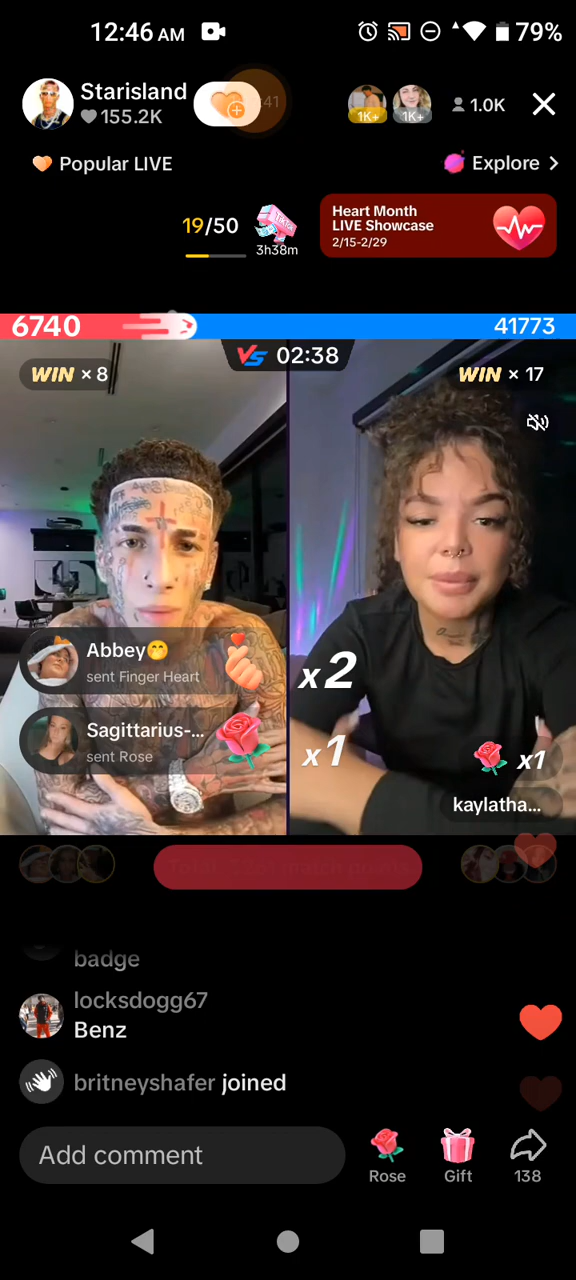 12:46 AM
79%
Starisland
155.2K
1K+
1K+
1.0K
Popular LIVE
Explore >
19/50
TikTok
3h38m
Heart Month
LIVE Showcase
2/15-2/29
6740
41773
VS 02:38
WIN × 8
WIN × 17
Abbey
sent Finger Heart
x2
Sagittarius-...
sent Rose
x1
x1
kaylatha...
badge
locksdogg67
Benz
britneyshafer joined
Add comment
Rose
Gift
138